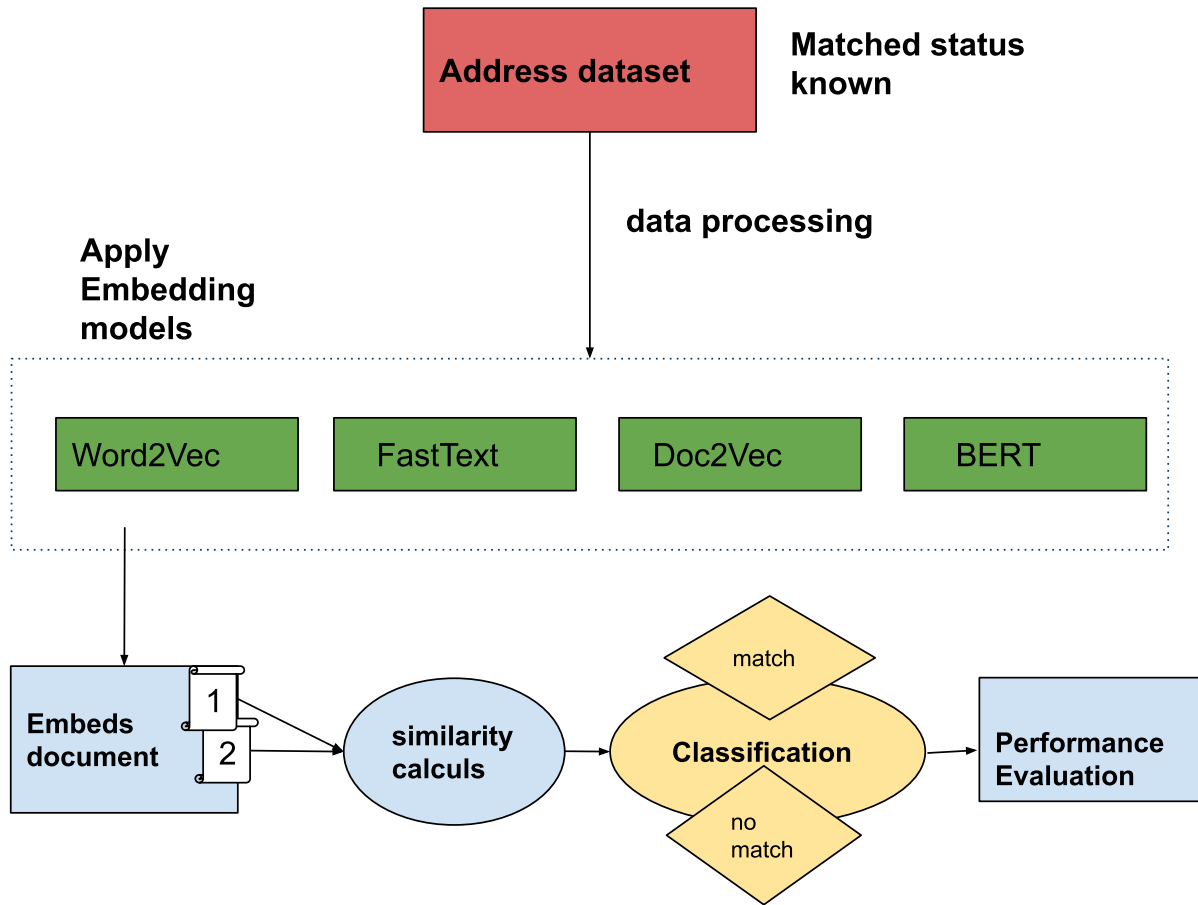 Address dataset
Matched status
known
data processing
Apply
Embedding
models
Word2Vec
FastText
Doc2Vec
BERT
Embeds
document
1
2
similarity
calculs
match
Classification
no
match
Performance
Evaluation